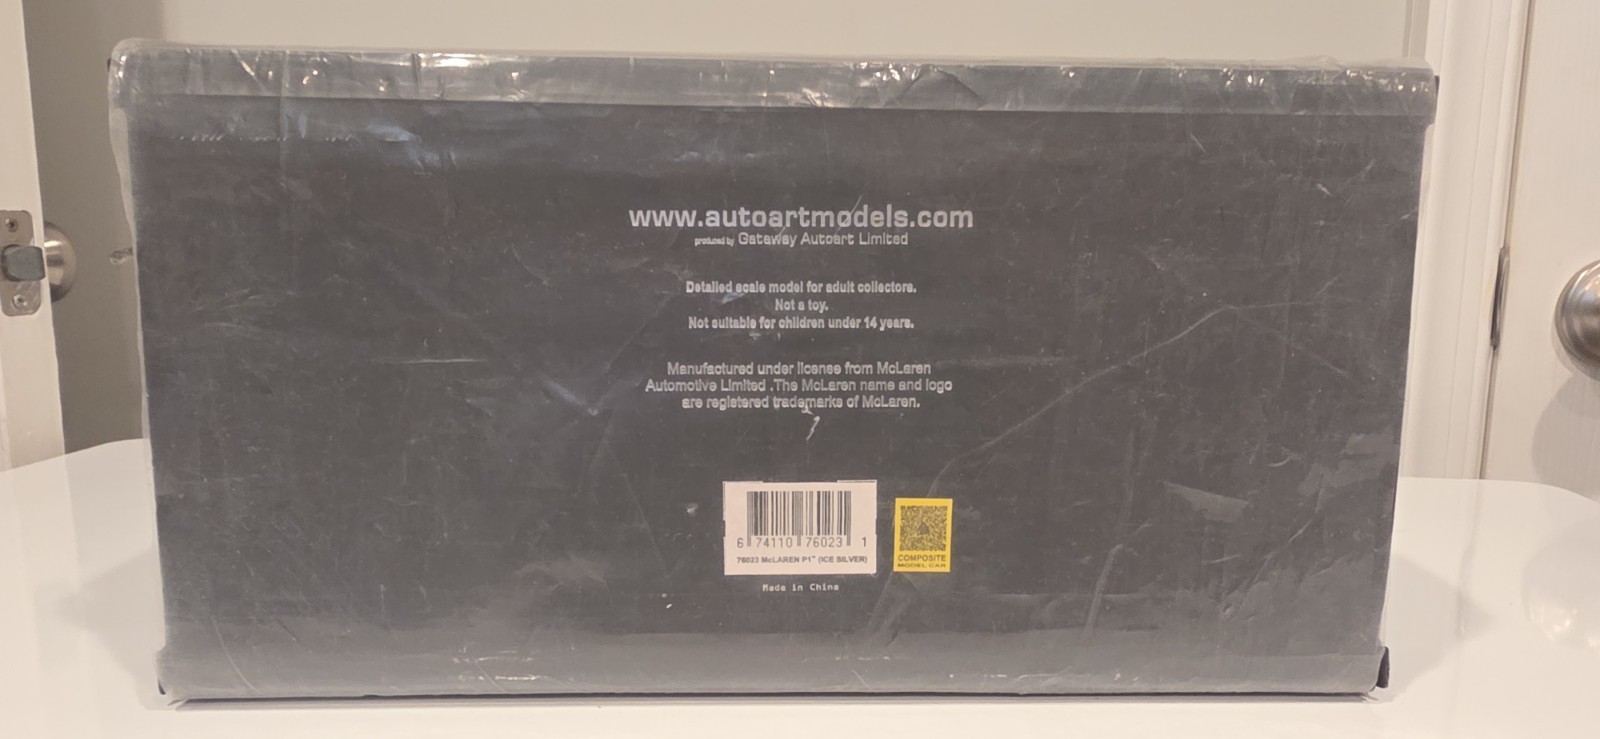 www.autoartmodels.com
produced by Gateway Autoart Limited
Detailed scale model for adult collectors.
Not a toy.
Not suitable for children under 14 years.
Manufactured under license from McLaren
Automotive Limited .The McLaren name and logo
are registered trademarks of McLaren.
6 74110 76023 1
76023 McLAREN P1™ (ICE SILVER)
COMPOSITE
MODEL CAR
Made in China